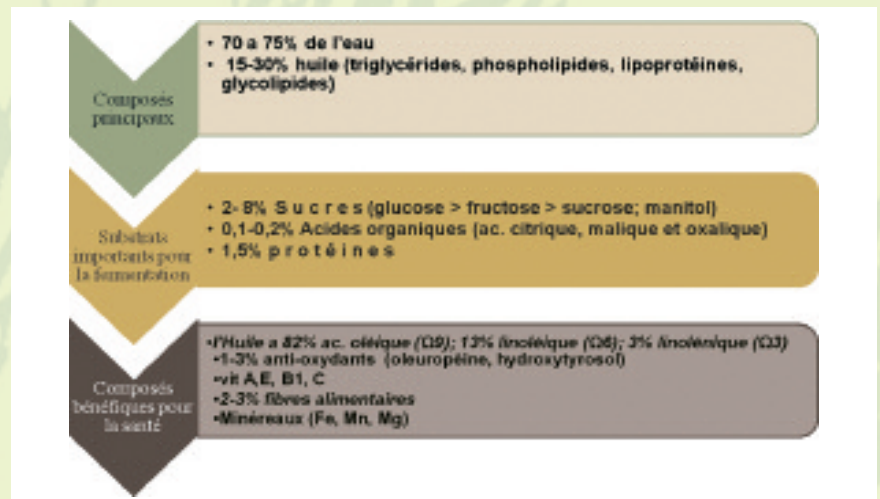 Composés
principaux
• 70 a 75% de l'eau
• 15-30% huile (triglycérides, phospholipides, lipoprotéines,
glycolipides)
Substrats
importants pour
la fermentation
• 2- 8% S u c r e s (glucose > fructose > sucrose; manitol)
• 0,1-0,2% Acides organiques (ac. citrique, malique et oxalique)
• 1,5% p r o t é i n e s
Composés
bénéfiques pour
la santé
•l'Huile a 82% ac. oléique (Ω9); 13% linoléique (Ω6); 3% linolénique (Ω3)
•1-3% anti-oxydants (oleuropéine, hydroxytyrosol)
•vit A,E, B1, C
•2-3% fibres alimentaires
•Minéreaux (Fe, Mn, Mg)